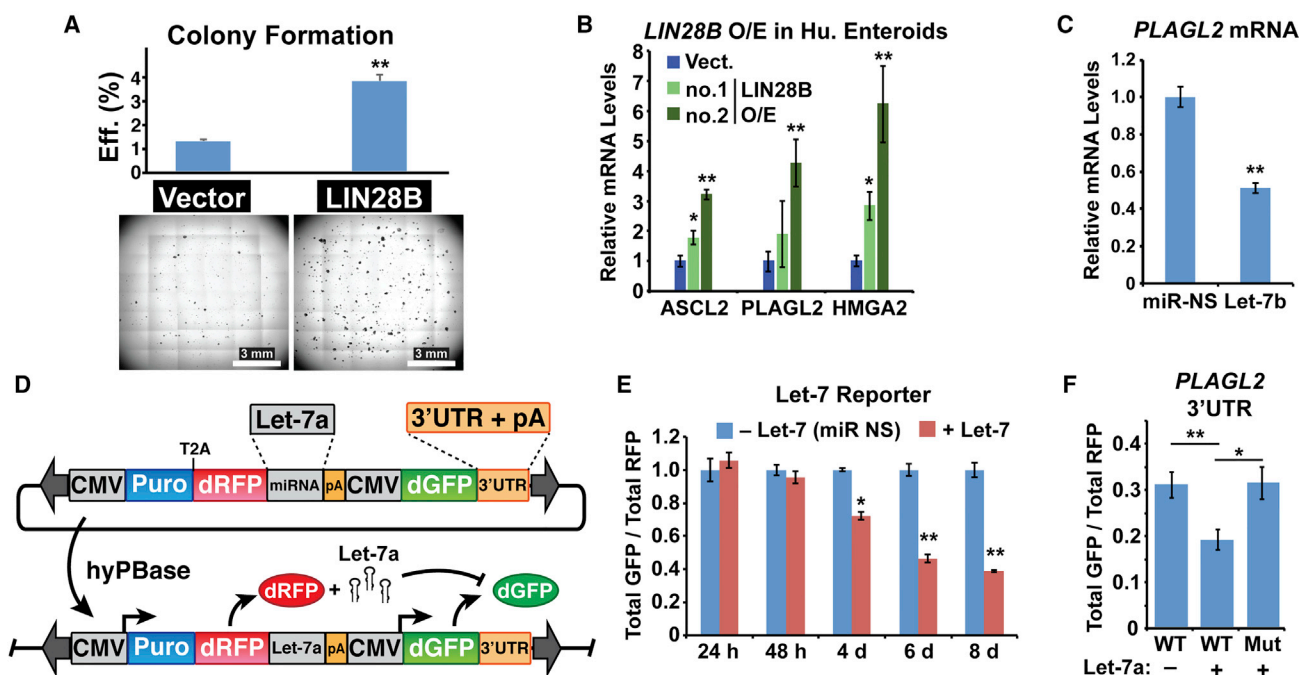 A
Colony Formation
Eff. (%)
4
3
2
1
0
**
Vector
LIN28B
3 mm
3 mm
B
LIN28B O/E in Hu. Enteroids
Relative mRNA Levels
8
7
6
5
4
3
2
1
0
Vect.
no.1
no.2
LIN28B
O/E
*
**
**
*
**
ASCL2
PLAGL2
HMGA2
C
PLAGL2 mRNA
Relative mRNA Levels
1.2
1.0
0.8
0.6
0.4
0.2
0
**
miR-NS
Let-7b
D
Let-7a
3'UTR + pA
T2A
CMV
Puro
dRFP
miRNA
pA
CMV
dGFP
3'UTR
hyPBase
Let-7a
dRFP
+
dGFP
CMV
Puro
dRFP
Let-7a
pA
CMV
dGFP
3'UTR
E
Let-7 Reporter
– Let-7 (miR NS)
+ Let-7
Total GFP / Total RFP
1.2
1.0
0.8
0.6
0.4
0.2
0
*
**
**
24 h
48 h
4 d
6 d
8 d
F
PLAGL2
3'UTR
Total GFP / Total RFP
0.4
0.3
0.2
0.1
0
**
*
WT
WT
Mut
Let-7a: – + +